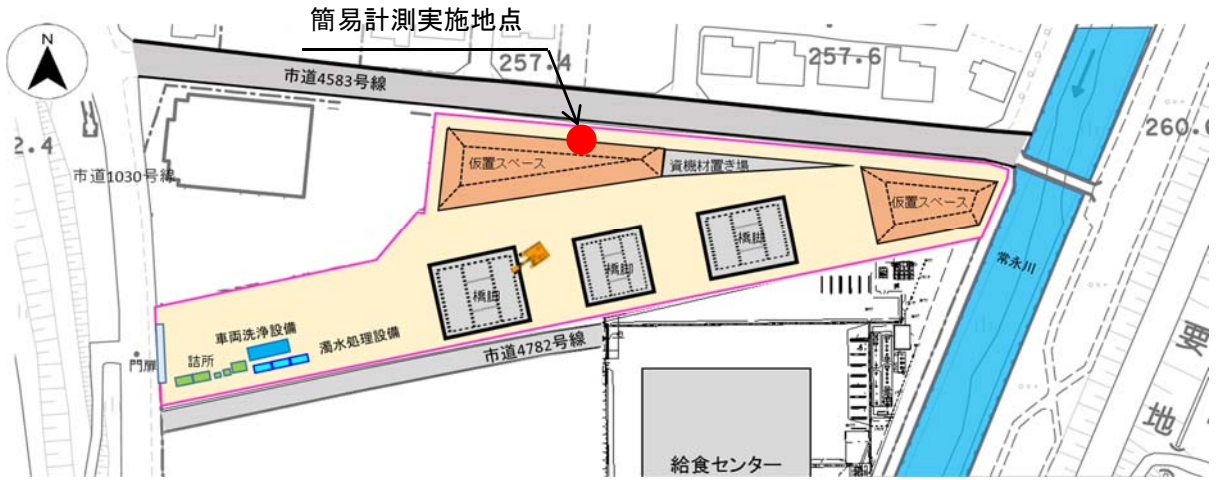 簡易計測実施地点
N
257.4
257.6
市道4583号線
260.6
2.4
市道1030号線
仮置スペース
資機材置き場
仮置スペース
橋脚
橋脚
橋脚
常永川
車両洗浄設備
濁水処理設備
門扉
詰所
市道4782号線
給食センター
地